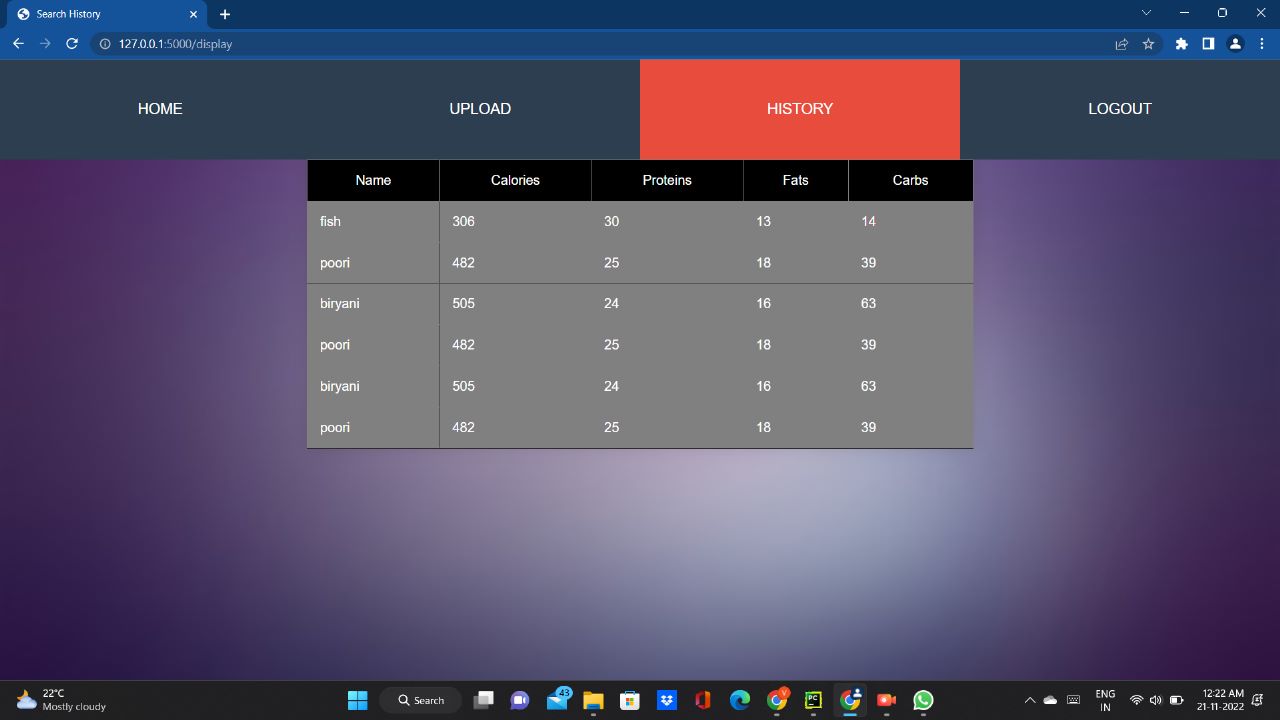 Search History
127.0.0.1:5000/display
HOME UPLOAD HISTORY LOGOUT
Name Calories Proteins Fats Carbs
fish 306 30 13 14
poori 482 25 18 39
biryani 505 24 16 63
poori 482 25 18 39
biryani 505 24 16 63
poori 482 25 18 39
22°C
Mostly cloudy
Search
43
V
PC
ENG
IN
12:22 AM
21-11-2022